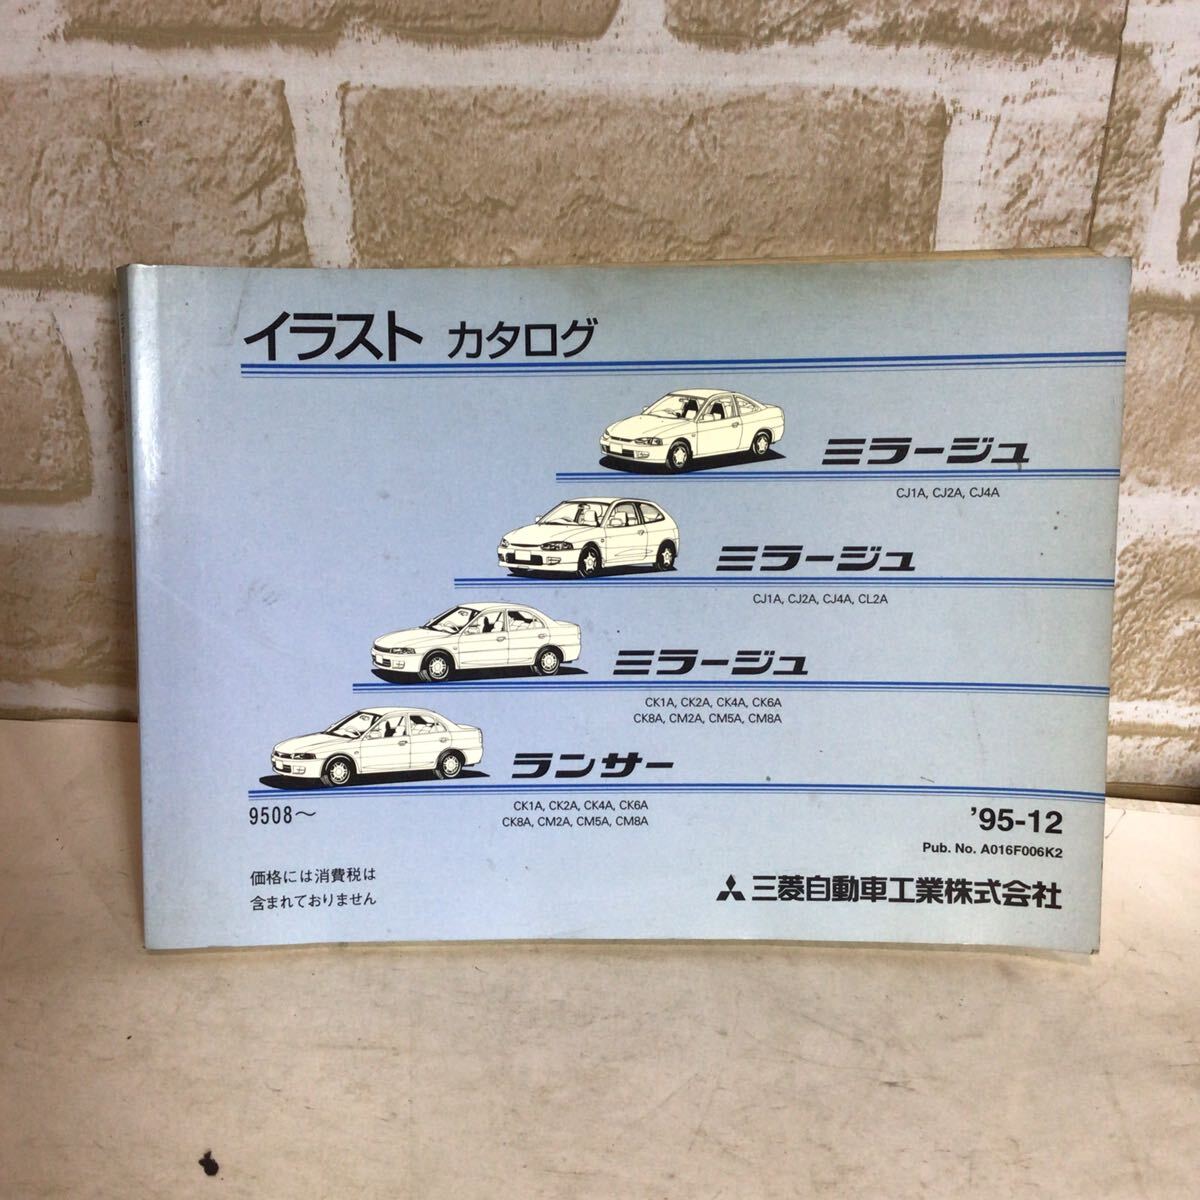 イラスト カタログ
ミラージュ
CJ1A, CJ2A, CJ4A
ミラージュ
CJ1A, CJ2A, CJ4A, CL2A
ミラージュ
CK1A, CK2A, CK4A, CK6A
CK8A, CM2A, CM5A, CM8A
ランサー
CK1A, CK2A, CK4A, CK6A
CK8A, CM2A, CM5A, CM8A
9508～
'95-12
Pub. No. A016F006K2
価格には消費税は
含まれておりません
三菱自動車工業株式会社